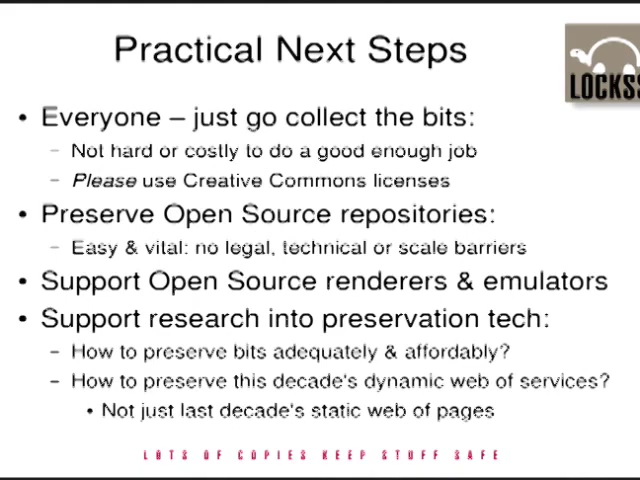 Practical Next Steps
LOCKSS
• Everyone – just go collect the bits:
– Not hard or costly to do a good enough job
– Please use Creative Commons licenses
• Preserve Open Source repositories:
– Easy & vital: no legal, technical or scale barriers
• Support Open Source renderers & emulators
• Support research into preservation tech:
– How to preserve bits adequately & affordably?
– How to preserve this decade's dynamic web of services?
• Not just last decade's static web of pages
LOTS OF COPIES KEEP STUFF SAFE